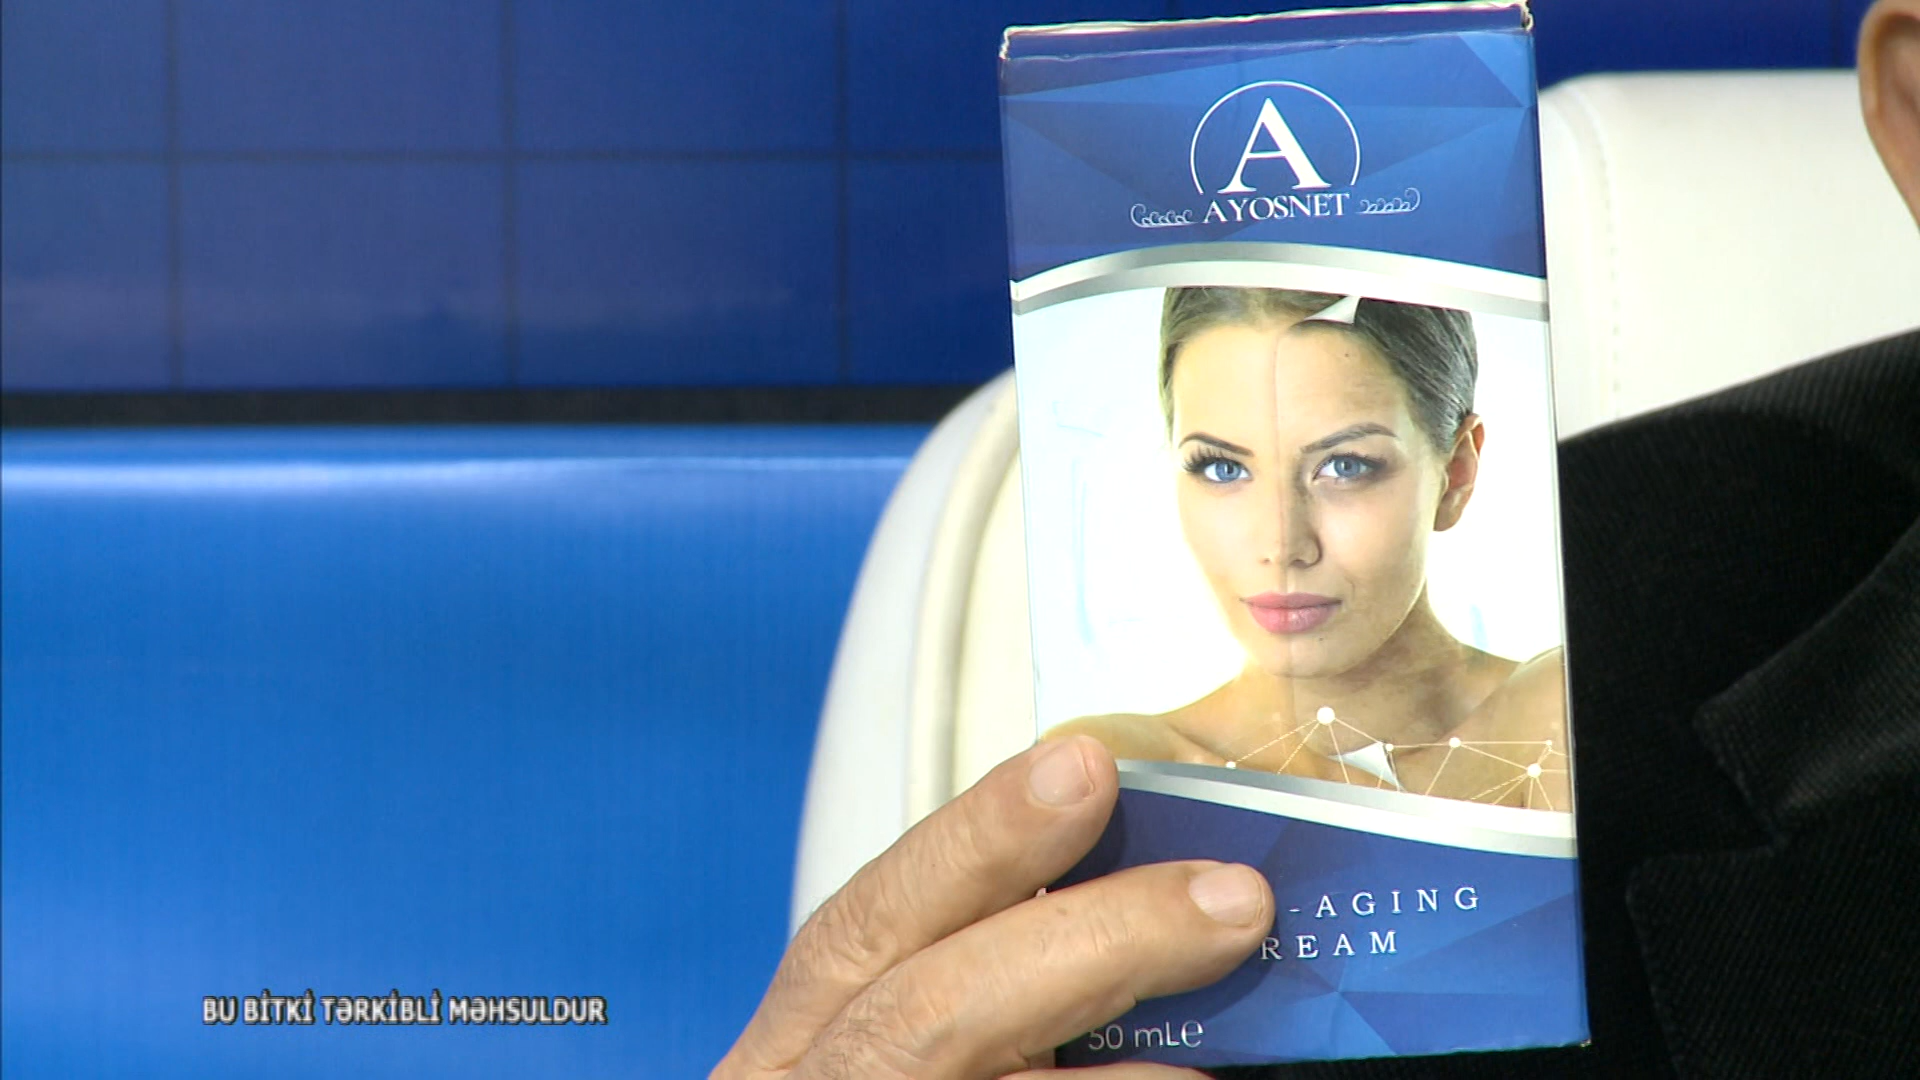 A
AYOSNET
-AGING
REAM
50 mLe
BU BİTKİ TƏRKİBLİ MƏHSULDUR